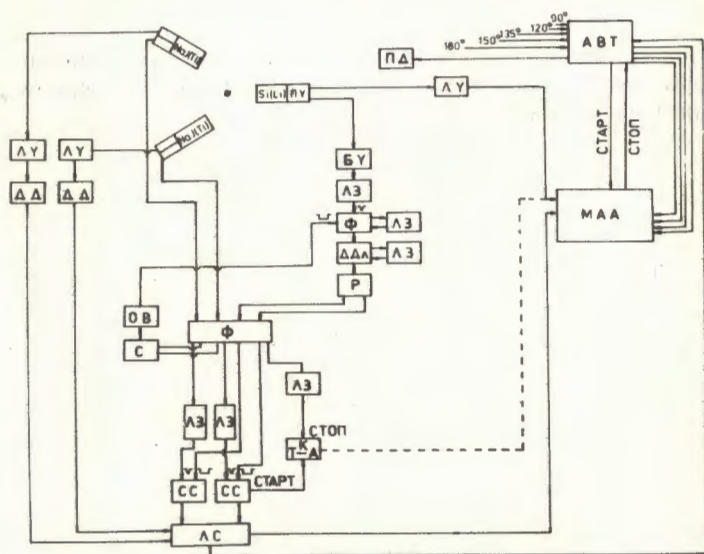 90°
120°
135°
150°
180°
АВТ
ПД
NaJ(Tl)
Si(Li) ПУ
ЛУ
СТАРТ
СТОП
ЛУ
ЛУ
NaJ(Tl)
БУ
ДД
ДД
ЛЗ
МАА
Ф
ЛЗ
ДДл
ЛЗ
Р
ОВ
Ф
С
ЛЗ
ЛЗ
ЛЗ
СТОП
К
Т—А
СС
СС
СТАРТ
ЛС